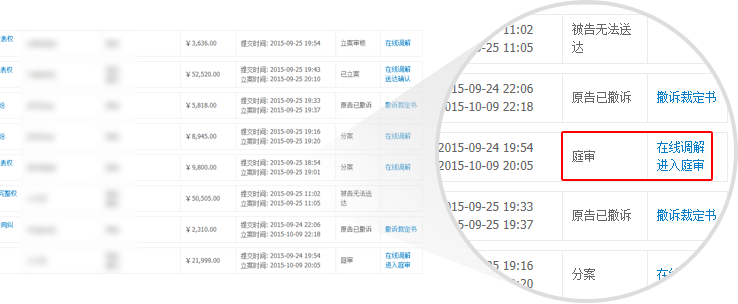 表权
¥ 3,636.00
提交时间: 2015-09-25 19:54
立案审核
在线调解
表权
¥ 52,520.00
提交时间: 2015-09-25 19:43
立案时间: 2015-09-25 20:10
已立案
在线调解
送达确认
¥ 5,818.00
提交时间: 2015-09-25 19:33
立案时间: 2015-09-25 19:37
原告已撤诉
撤诉裁定书
¥ 8,945.00
提交时间: 2015-09-25 19:16
立案时间: 2015-09-25 19:20
分案
在线调解
表权
¥ 9,800.00
提交时间: 2015-09-25 18:54
立案时间: 2015-09-25 19:01
分案
在线调解
完整权
¥ 50,505.00
提交时间: 2015-09-25 11:02
立案时间: 2015-09-25 11:05
被告无法送
达
¥ 2,310.00
提交时间: 2015-09-24 22:06
立案时间: 2015-10-09 22:18
原告已撤诉
撤诉裁定书
表权
¥ 21,999.00
提交时间: 2015-09-24 19:54
立案时间: 2015-10-09 20:05
庭审
在线调解
进入庭审
11:02
-25 11:05
被告无法送
达
2015-09-24 22:06
2015-10-09 22:18
原告已撤诉
撤诉裁定书
2015-09-24 19:54
2015-10-09 20:05
庭审
在线调解
进入庭审
2015-09-25 19:33
2015-09-25 19:37
原告已撤诉
撤诉裁定书
-25 19:16
19:20
分案
在线